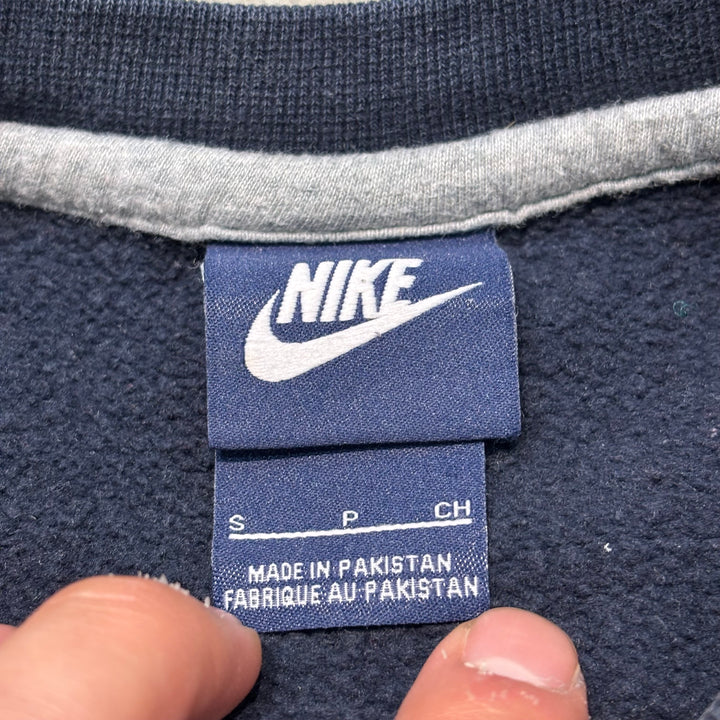 NIKE
S P CH
MADE IN PAKISTAN
FABRIQUE AU PAKISTAN